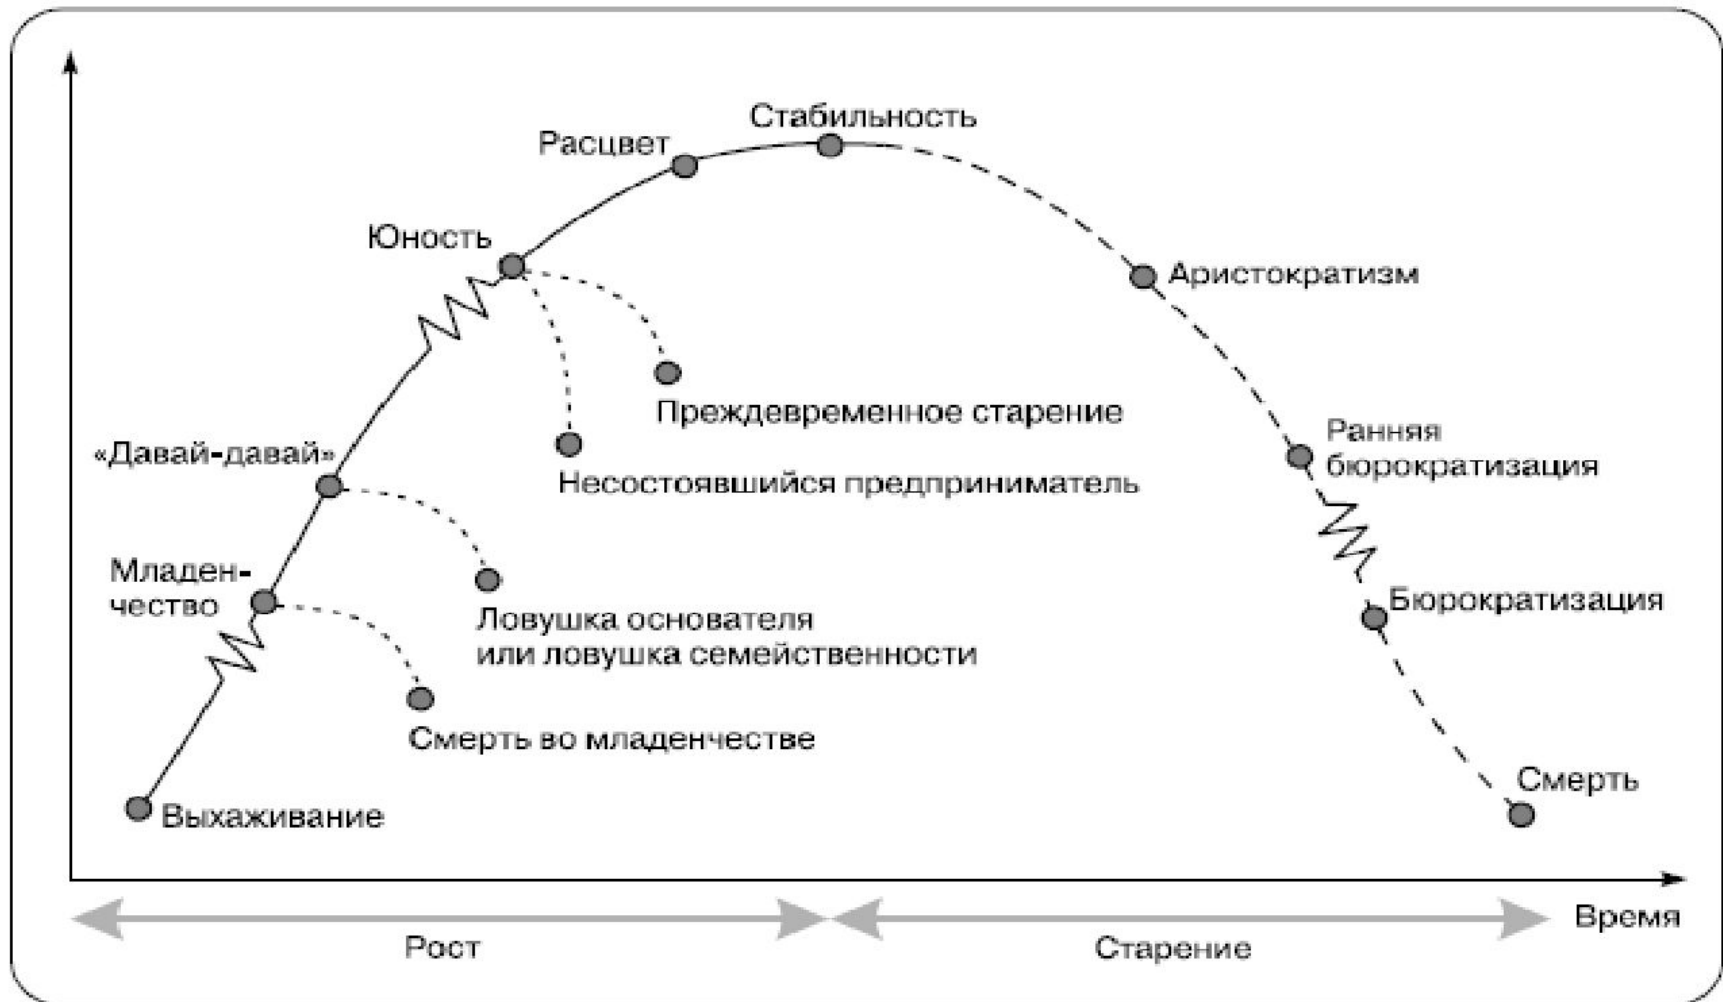 Стабильность
Расцвет
Юность
Аристократизм
Преждевременное старение
Ранняя
бюрократизация
«Давай-давай»
Несостоявшийся предприниматель
Младен-
чество
Бюрократизация
Ловушка основателя
или ловушка семейственности
Смерть во младенчестве
Смерть
Выхаживание
Время
Рост
Старение